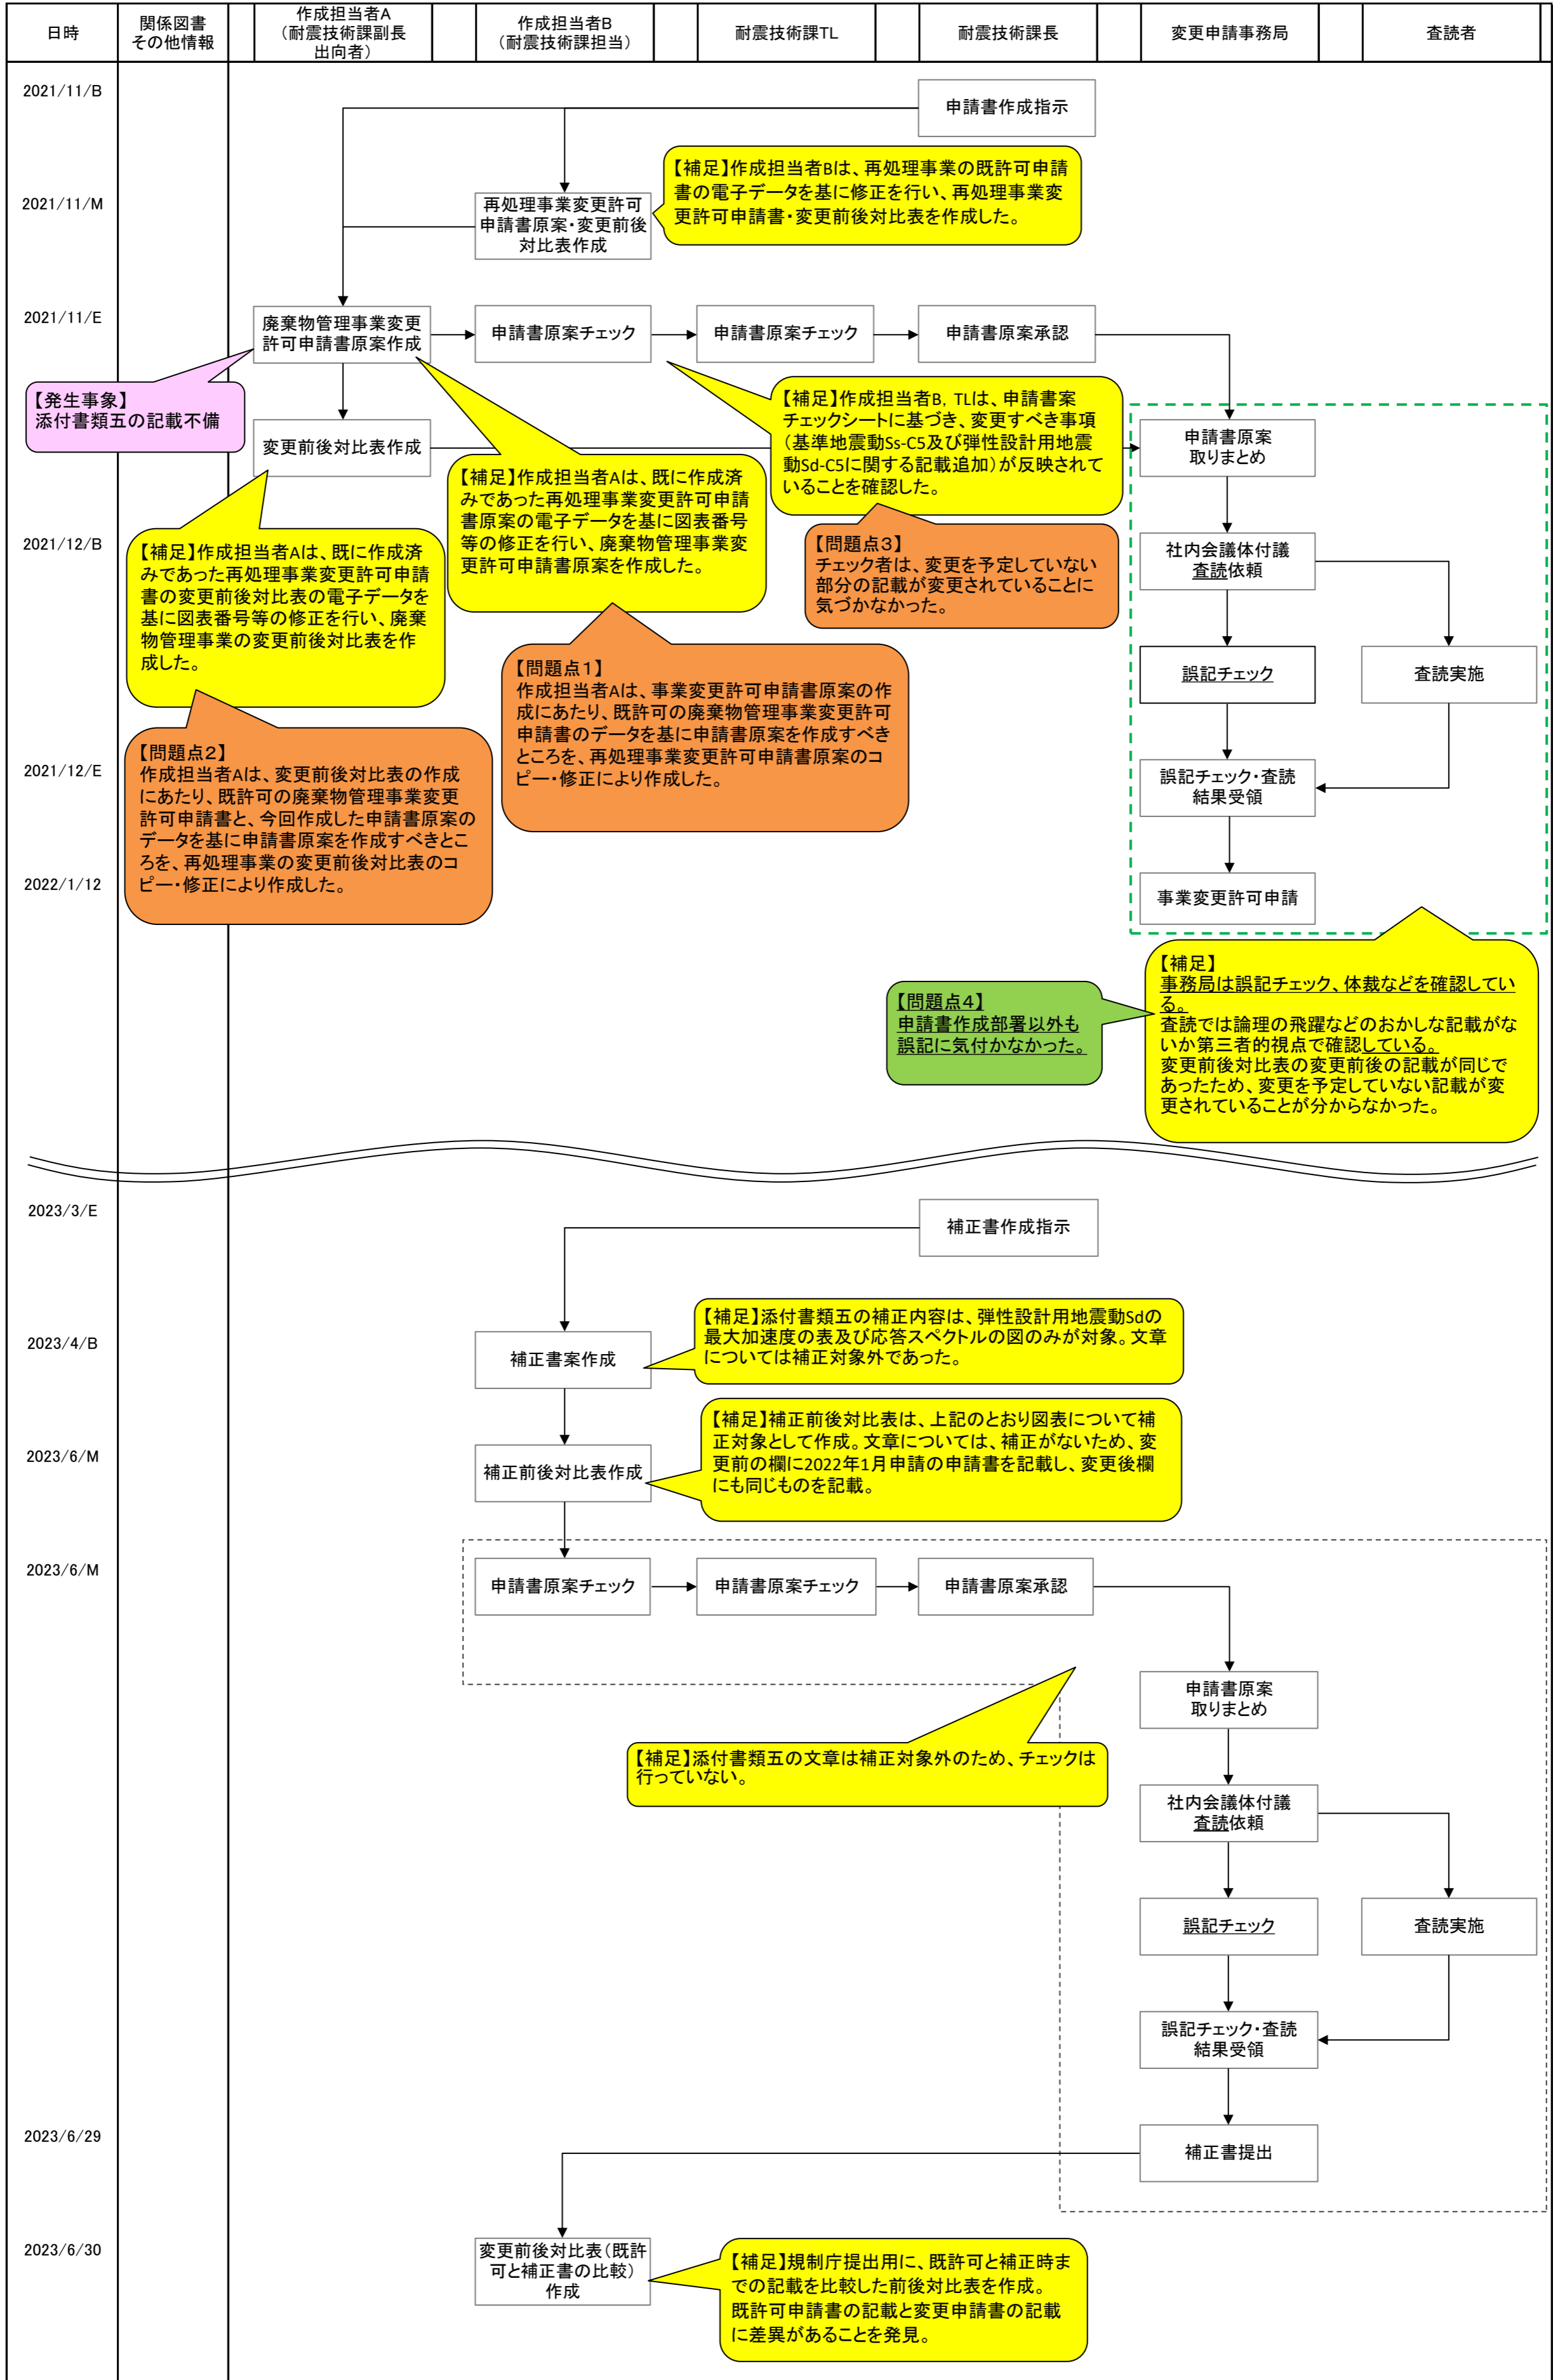 日時
関係図書
その他情報
作成担当者A
(耐震技術課副長
出向者)
作成担当者B
(耐震技術課担当)
耐震技術課TL
耐震技術課長
変更申請事務局
査読者
2021/11/B
申請書作成指示
2021/11/M
再処理事業変更許可
申請書原案・変更前後
対比表作成
【補足】作成担当者Bは、再処理事業の既許可申請
書の電子データを基に修正を行い、再処理事業変
更許可申請書・変更前後対比表を作成した。
2021/11/E
廃棄物管理事業変更
許可申請書原案作成
申請書原案チェック
申請書原案チェック
申請書原案承認
【発生事象】
添付書類五の記載不備
変更前後対比表作成
【補足】作成担当者B, TLは、申請書案
チェックシートに基づき、変更すべき事項
(基準地震動Ss-C5及び弾性設計用地震
動Sd-C5に関する記載追加)が反映されて
いることを確認した。
申請書原案
取りまとめ
【補足】作成担当者Aは、既に作成済
みであった再処理事業変更許可申請
書原案の電子データを基に図表番号
等の修正を行い、廃棄物管理事業変
更許可申請書原案を作成した。
2021/12/B
【補足】作成担当者Aは、既に作成済
みであった再処理事業変更許可申請
書の変更前後対比表の電子データを
基に図表番号等の修正を行い、廃棄
物管理事業の変更前後対比表を作
成した。
【問題点3】
チェック者は、変更を予定していない
部分の記載が変更されていることに
気づかなかった。
社内会議体付議
査読依頼
【問題点1】
作成担当者Aは、事業変更許可申請書原案の作
成にあたり、既許可の廃棄物管理事業変更許可
申請書のデータを基に申請書原案を作成すべき
ところを、再処理事業変更許可申請書原案のコ
ピー・修正により作成した。
誤記チェック
査読実施
2021/12/E
【問題点2】
作成担当者Aは、変更前後対比表の作成
にあたり、既許可の廃棄物管理事業変更
許可申請書と、今回作成した申請書原案の
データを基に申請書原案を作成すべきとこ
ろを、再処理事業の変更前後対比表のコ
ピー・修正により作成した。
誤記チェック・査読
結果受領
2022/1/12
事業変更許可申請
【問題点4】
申請書作成部署以外も
誤記に気付かなかった。
【補足】
事務局は誤記チェック、体裁などを確認してい
る。
査読では論理の飛躍などのおかしな記載がな
いか第三者的視点で確認している。
変更前後対比表の変更前後の記載が同じで
あったため、変更を予定していない記載が変
更されていることが分からなかった。
2023/3/E
補正書作成指示
2023/4/B
補正書案作成
【補足】添付書類五の補正内容は、弾性設計用地震動Sdの
最大加速度の表及び応答スペクトルの図のみが対象。文章
については補正対象外であった。
2023/6/M
補正前後対比表作成
【補足】補正前後対比表は、上記のとおり図表について補
正対象として作成。文章については、補正がないため、変
更前の欄に2022年1月申請の申請書を記載し、変更後欄
にも同じものを記載。
2023/6/M
申請書原案チェック
申請書原案チェック
申請書原案承認
申請書原案
取りまとめ
【補足】添付書類五の文章は補正対象外のため、チェックは
行っていない。
社内会議体付議
査読依頼
誤記チェック
査読実施
誤記チェック・査読
結果受領
2023/6/29
補正書提出
2023/6/30
変更前後対比表(既許
可と補正書の比較)
作成
【補足】規制庁提出用に、既許可と補正時ま
での記載を比較した前後対比表を作成。
既許可申請書の記載と変更申請書の記載
に差異があることを発見。